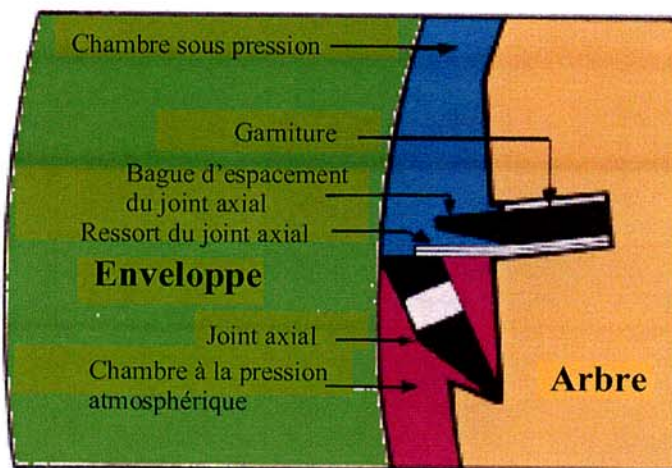 Chambre sous pression
Garniture
Bague d'espacement
du joint axial
Ressort du joint axial
Enveloppe
Joint axial
Chambre à la pression
atmosphérique
Arbre